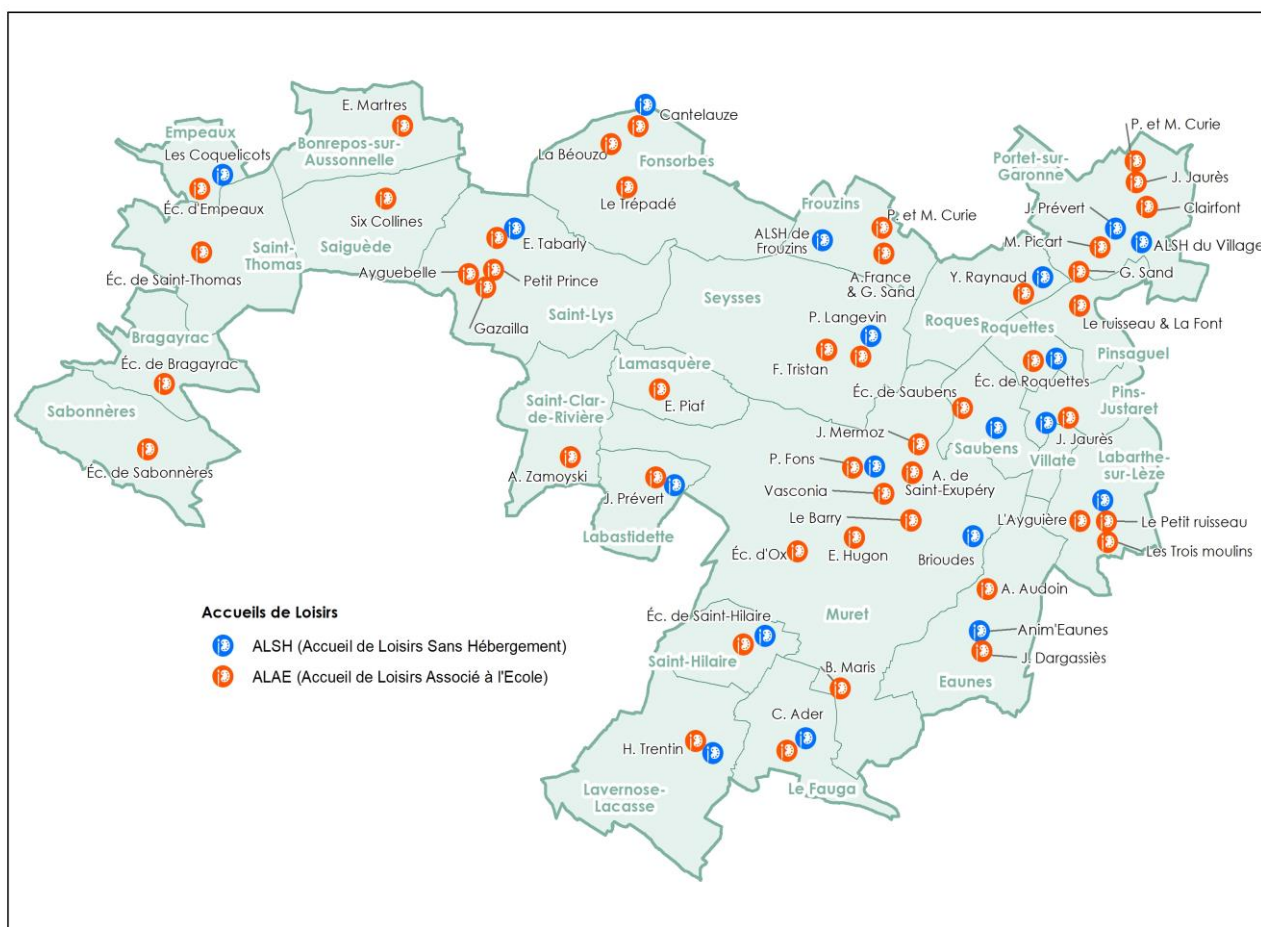 E. Martres
Empeaux
Les Coquelicots
Bonrepos-sur-
Aussonnelle
Éc. d'Empeaux
Six Collines
Saint-
Thomas
Saiguède
Éc. de Saint-Thomas
Bragayrac
Éc. de Bragayrac
Sabonnères
Éc. de Sabonnères
Cantelauze
La Béouzo
Fonsorbes
Le Trépadé
E. Tabarly
Ayguebelle
Petit Prince
Gazailla
Saint-Lys
Frouzins
P. et M. Curie
ALSH de
Frouzins
A.France
& G. Sand
Seysses
P. Langevin
F. Tristan
Lamasquère
E. Piaf
Saint-Clar-
de-Rivière
A. Zamoyski
J. Prévert
Labastidette
P. et M. Curie
Portet-sur-
Garonne
J. Jaurès
J. Prévert
Clairfont
M. Picart
ALSH du Village
Y. Raynaud
G. Sand
Roques
Roquettes
Le ruisseau & La Font
Pinsaguel
Éc. de Roquettes
Pins-
Justaret
Éc. de Saubens
Saubens
J. Jaurès
Villate
Labarthe-
sur-Lèze
J. Mermoz
P. Fons
A. de
Saint-Exupéry
Vasconia
Le Barry
L'Ayguière
Le Petit ruisseau
Les Trois moulins
Éc. d'Ox
E. Hugon
Brioudes
A. Audoin
Muret
Éc. de Saint-Hilaire
Anim'Eaunes
Saint-Hilaire
J. Dargassiès
B. Maris
Eaunes
C. Ader
H. Trentin
Lavernose-
Lacasse
Le Fauga
Accueils de Loisirs
ALSH (Accueil de Loisirs Sans Hébergement)
ALAE (Accueil de Loisirs Associé à l'Ecole)